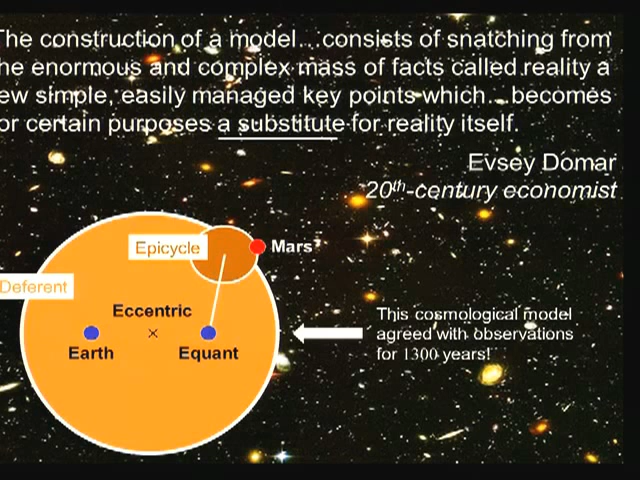 The construction of a model...consists of snatching from
he enormous and complex mass of facts called reality a
ew simple, easily managed key points which...becomes
or certain purposes a substitute for reality itself.
Evsey Domar
20th-century economist
Epicycle
Mars
Deferent
Eccentric
Earth
Equant
This cosmological model
agreed with observations
for 1300 years!